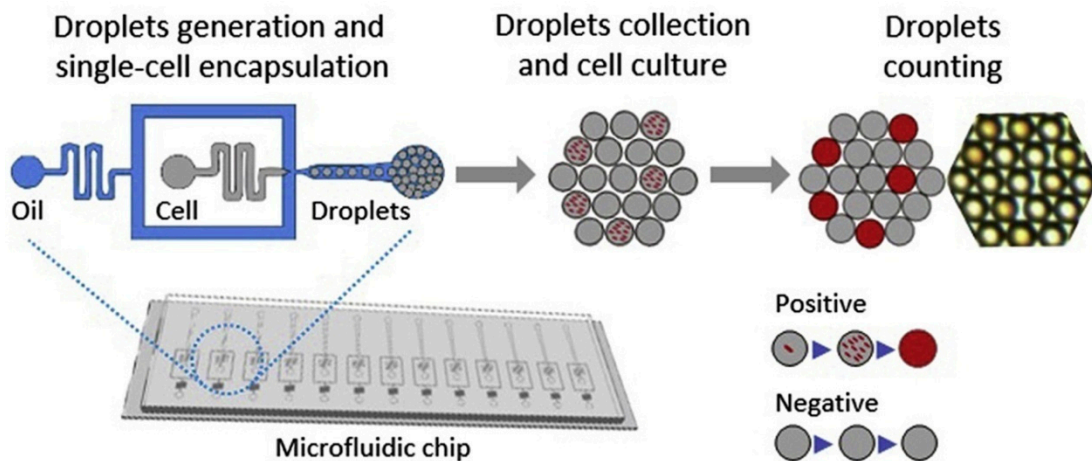 Droplets generation and
single-cell encapsulation
Droplets collection
and cell culture
Droplets
counting
Oil
Cell
Droplets
Microfluidic chip
Positive
Negative